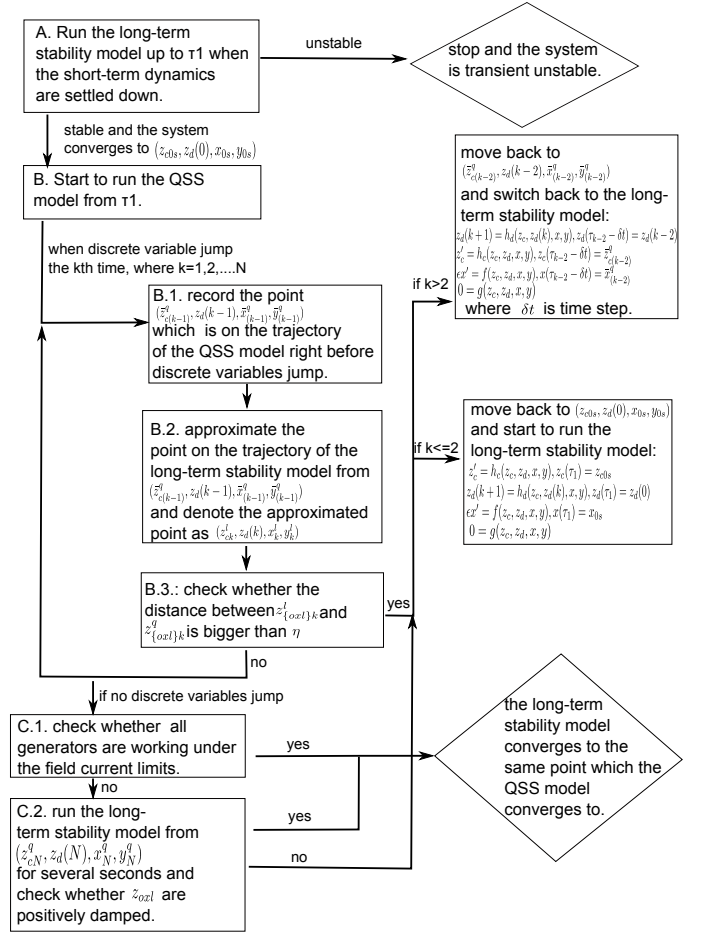 A. Run the long-term
stability model up to τ1 when
the short-term dynamics
are settled down.
unstable
stop and the system
is transient unstable.
stable and the system
converges to (z_{c0s}, z_d(0), x_{0s}, y_{0s})
B. Start to run the QSS
model from τ1.
when discrete variable jump
the kth time, where k=1,2,....N
B.1. record the point
(z̄^q_{c(k-1)}, z_d(k−1), x̄^q_{(k-1)}, ȳ^q_{(k-1)})
which is on the trajectory
of the QSS model right before
discrete variables jump.
B.2. approximate the
point on the trajectory of the
long-term stability model from
(z̄^q_{c(k-1)}, z_d(k−1), x̄^q_{(k-1)}, ȳ^q_{(k-1)})
and denote the approximated
point as (z^l_{ck}, z_d(k), x^l_k, y^l_k)
B.3.: check whether the
distance between z^l_{{oxl}k} and
z^q_{{oxl}k} is bigger than η
yes
no
if k>2
move back to
(z̄^q_{c(k-2)}, z_d(k−2), x̄^q_{(k-2)}, ȳ^q_{(k-2)})
and switch back to the long-
term stability model:
z_d(k+1) = h_d(z_c, z_d(k), x, y), z_d(τ_{k-2} − δt) = z_d(k−2)
z_c' = h_c(z_c, z_d, x, y), z_c(τ_{k-2} − δt) = z̄^q_{c(k-2)}
ϵx' = f(z_c, z_d, x, y), x(τ_{k-2} − δt) = x̄^q_{(k-2)}
0 = g(z_c, z_d, x, y)
where δt is time step.
if k<=2
move back to (z_{c0s}, z_d(0), x_{0s}, y_{0s})
and start to run the
long-term stability model:
z_c' = h_c(z_c, z_d, x, y), z_c(τ_1) = z_{c0s}
z_d(k+1) = h_d(z_c, z_d(k), x, y), z_d(τ_1) = z_d(0)
ϵx' = f(z_c, z_d, x, y), x(τ_1) = x_{0s}
0 = g(z_c, z_d, x, y)
if no discrete variables jump
C.1. check whether all
generators are working under
the field current limits.
yes
no
C.2. run the long-
term stability model from
(z^q_{cN}, z_d(N), x^q_N, y^q_N)
for several seconds and
check whether z_{oxl} are
positively damped.
yes
no
the long-term
stability model
converges to the
same point which the
QSS model
converges to.